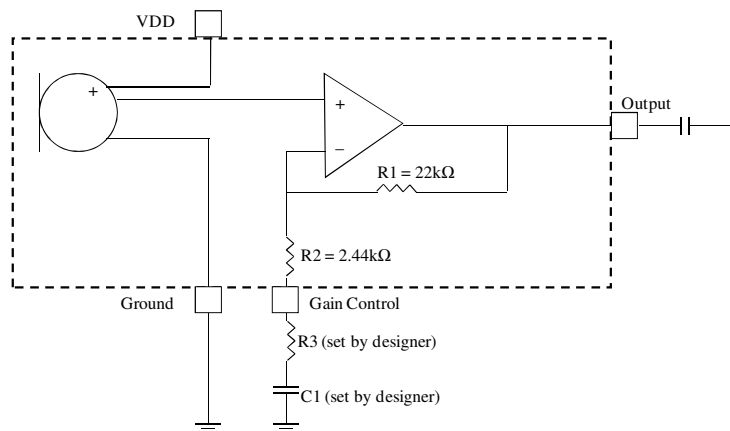 VDD
+
+
Output
–
R1 = 22kΩ
R2 = 2.44kΩ
Ground
Gain Control
R3 (set by designer)
C1 (set by designer)